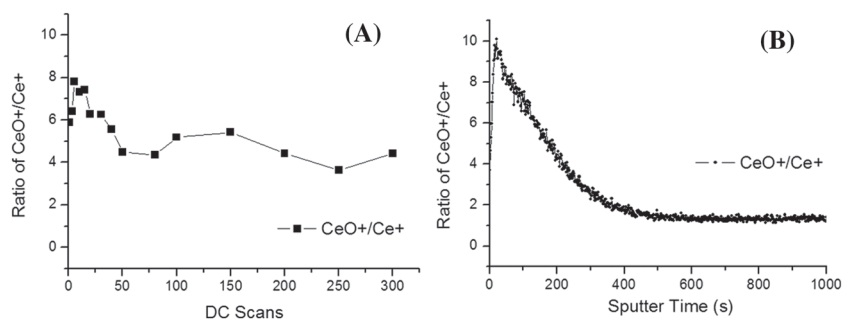 (A)
Ratio of CeO+/Ce+
10
8
6
4
2
0
CeO+/Ce+
0 50 100 150 200 250 300
DC Scans
(B)
Ratio of CeO+/Ce+
10
8
6
4
2
0
CeO+/Ce+
0 200 400 600 800 1000
Sputter Time (s)